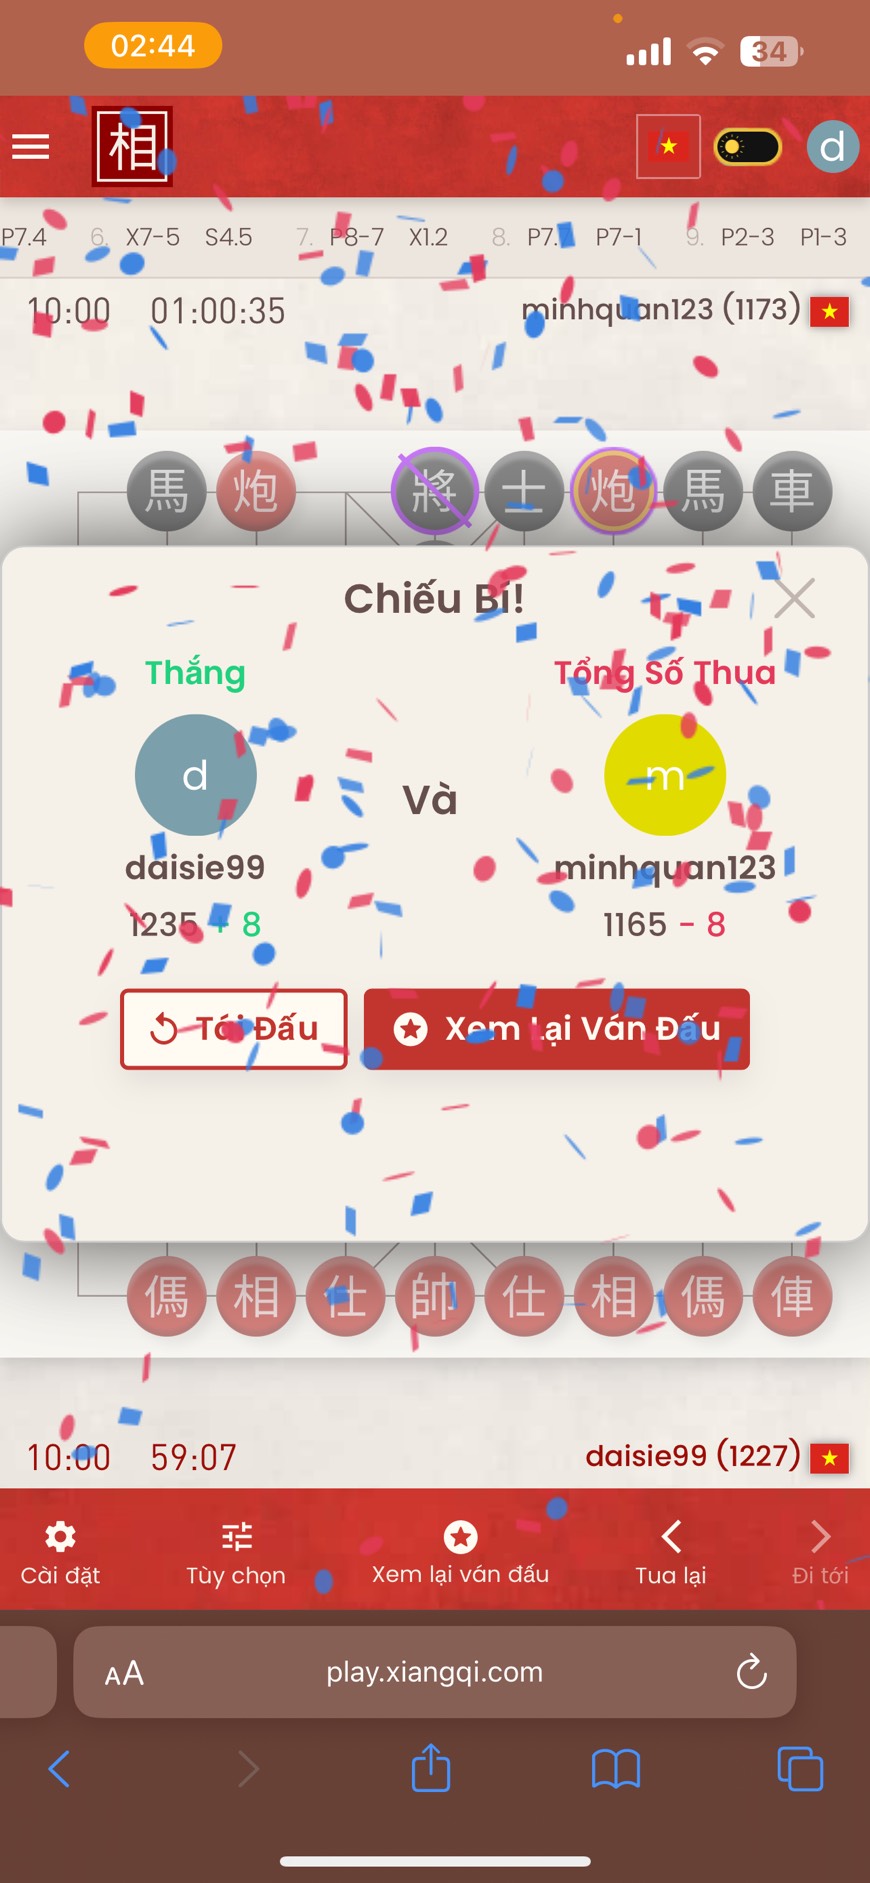 02:44
34
相
d
P7.4 6. X7-5 S4.5 7. P8-7 X1.2 8. P7. P7-1 9. P2-3 P1-3
10:00 01:00:35 minhquan123 (1173)
馬 炮 將 士 炮 馬 車
Chiếu Bí!
Thắng Tổng Số Thua
d m
Và
daisie99 minhquan123
1235 + 8 1165 - 8
Tái Đấu Xem Lại Ván Đấu
傌 相 仕 帥 仕 相 傌 俥
10:00 59:07 daisie99 (1227)
Cài đặt Tùy chọn Xem lại ván đấu Tua lại Đi tới
AA play.xiangqi.com